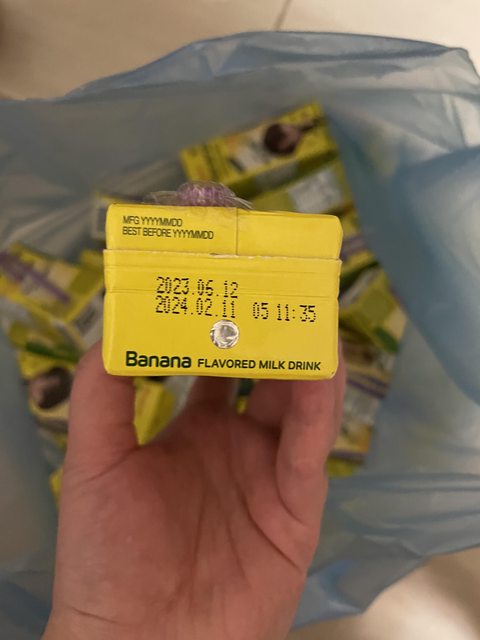 MFG YYYYMMDD
BEST BEFORE YYYYMMDD
2023.06.12
2024.02.11 05 11:35
Banana FLAVORED MILK DRINK